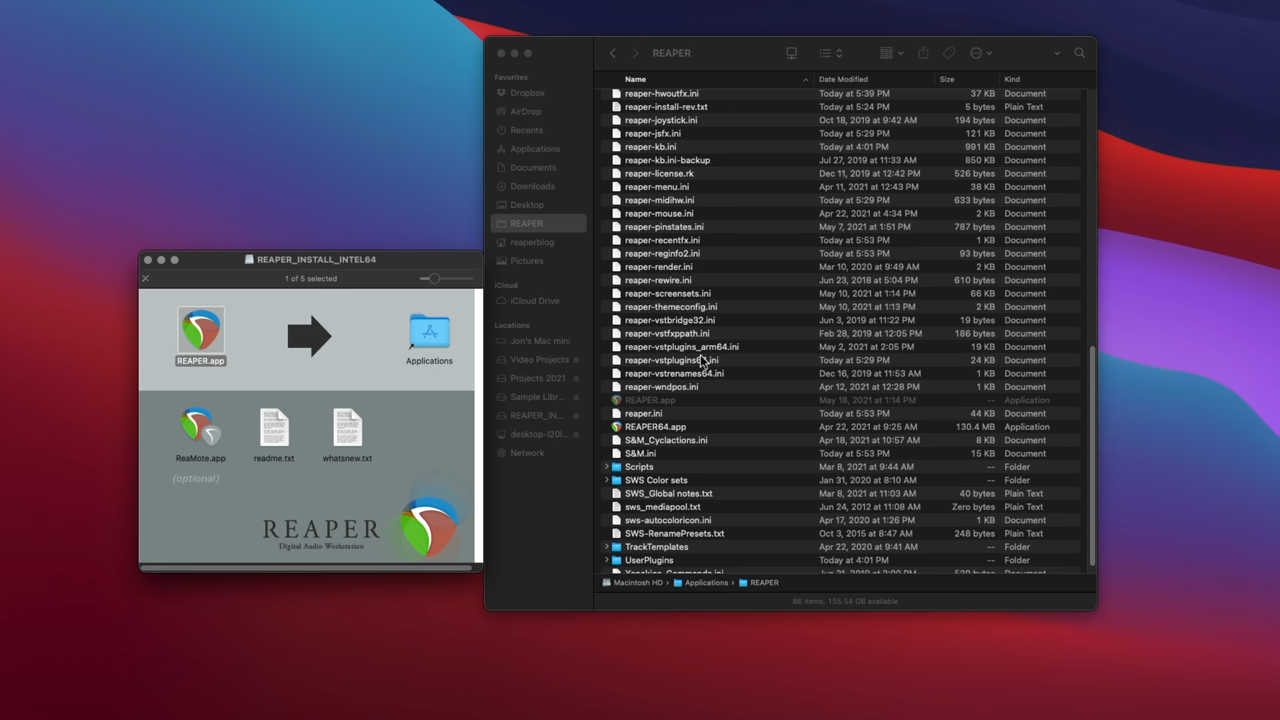 REAPER_INSTALL_INTEL64
1 of 5 selected
REAPER.app
Applications
ReaMote.app
readme.txt
whatsnew.txt
(optional)
REAPER
Digital Audio Workstation
REAPER
Favorites
Dropbox
AirDrop
Recents
Applications
Documents
Downloads
Desktop
REAPER
reaperblog
Pictures
iCloud
iCloud Drive
Locations
Jon's Mac mini
Video Projects
Projects 2021
Sample Libr...
REAPER_IN...
desktop-l20l...
Network
Name Date Modified Size Kind
reaper-hwoutfx.ini Today at 5:39 PM 37 KB Document
reaper-install-rev.txt Today at 5:24 PM 5 bytes Plain Text
reaper-joystick.ini Oct 18, 2019 at 9:42 AM 194 bytes Document
reaper-jsfx.ini Today at 5:29 PM 121 KB Document
reaper-kb.ini Today at 4:01 PM 991 KB Document
reaper-kb.ini-backup Jul 27, 2019 at 11:33 AM 850 KB Document
reaper-license.rk Dec 11, 2019 at 12:42 PM 526 bytes Document
reaper-menu.ini Apr 11, 2021 at 12:43 PM 38 KB Document
reaper-midihw.ini Today at 5:29 PM 633 bytes Document
reaper-mouse.ini Apr 22, 2021 at 4:34 PM 2 KB Document
reaper-pinstates.ini May 7, 2021 at 1:51 PM 787 bytes Document
reaper-recentfx.ini Today at 5:53 PM 1 KB Document
reaper-reginfo2.ini Today at 5:53 PM 93 KB Document
reaper-render.ini Mar 10, 2020 at 9:49 AM 2 KB Document
reaper-rewire.ini Jun 23, 2018 at 5:04 PM 610 bytes Document
reaper-screensets.ini May 10, 2021 at 1:14 PM 66 KB Document
reaper-themeconfig.ini May 10, 2021 at 1:13 PM 2 KB Document
reaper-vstbridge32.ini Jun 3, 2019 at 11:22 PM 19 bytes Document
reaper-vstfxpath.ini Feb 28, 2019 at 12:05 PM 186 bytes Document
reaper-vstplugins_arm64.ini May 2, 2021 at 2:05 PM 19 KB Document
Today at 5:29 PM 24 KB Document
reaper-vstrenames64.ini Dec 16, 2019 at 11:53 AM 1 KB Document
reaper-wndpos.ini Apr 12, 2021 at 12:28 PM 1 KB Document
REAPER.app May 18, 2021 at 1:14 PM -- Application
reaper.ini Today at 5:53 PM 44 KB Document
REAPER64.app Apr 22, 2021 at 9:25 AM 130.4 MB Application
S&M_Cyclactions.ini Apr 18, 2021 at 10:57 AM 8 KB Document
S&M.ini Today at 5:53 PM 15 KB Document
Scripts Mar 8, 2021 at 9:44 AM -- Folder
SWS Color sets Jan 31, 2020 at 8:10 AM -- Folder
SWS_Global notes.txt Mar 8, 2021 at 11:03 AM 40 bytes Plain Text
sws_mediapool.txt Jun 24, 2012 at 11:08 AM Zero bytes Plain Text
sws-autocoloricon.ini Apr 17, 2020 at 1:26 PM 1 KB Document
SWS-RenamePresets.txt Oct 3, 2015 at 8:47 AM 248 bytes Plain Text
TrackTemplates Apr 22, 2020 at 9:41 AM -- Folder
UserPlugins Today at 4:01 PM -- Folder
Macintosh HD › Applications › REAPER
86 items, 155.54 GB available